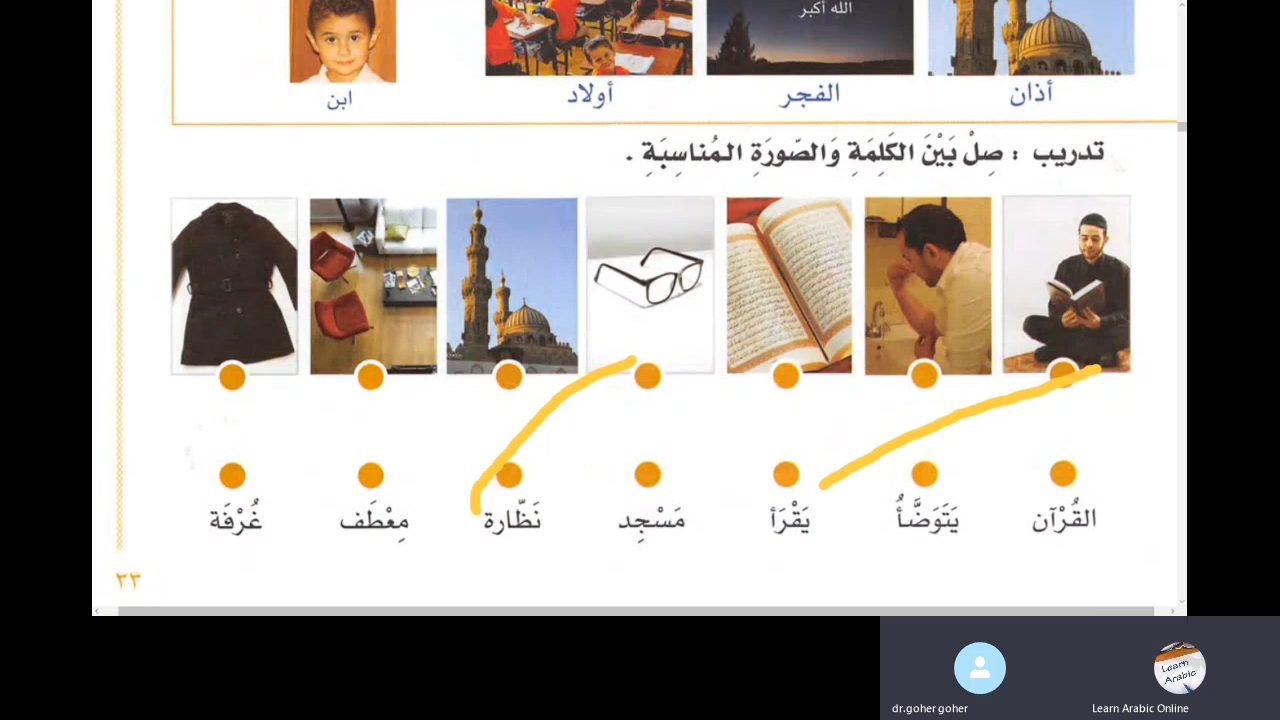 الله أكبر
أذان الفجر أولاد ابن
تدريب : صِلْ بَيْنَ الكَلِمَةِ وَالصّورَةِ المُناسِبَةِ .
القُرْآن يَتَوَضَّأُ يَقْرَأ مَسْجِد نَظّارة مِعْطَف غُرْفَة
٣٣
Learn Arabic
dr.goher goher Learn Arabic Online